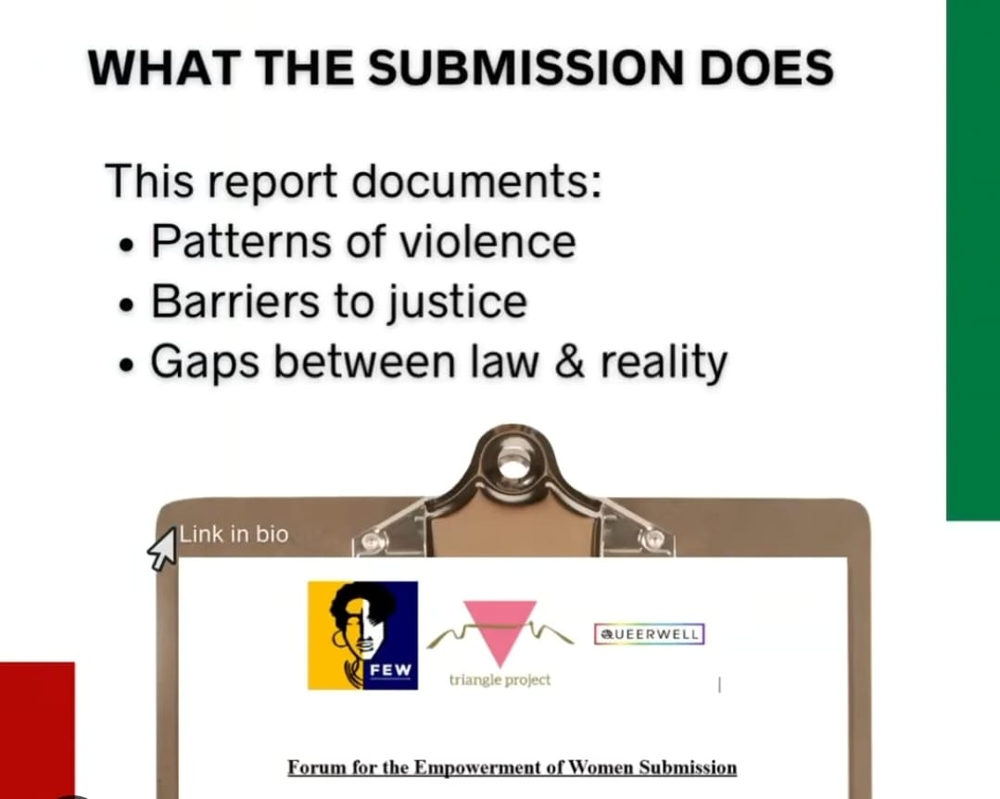 WHAT THE SUBMISSION DOES
This report documents:
• Patterns of violence
• Barriers to justice
• Gaps between law & reality
Link in bio
FEW
triangle project
QUEERWELL
Forum for the Empowerment of Women Submission